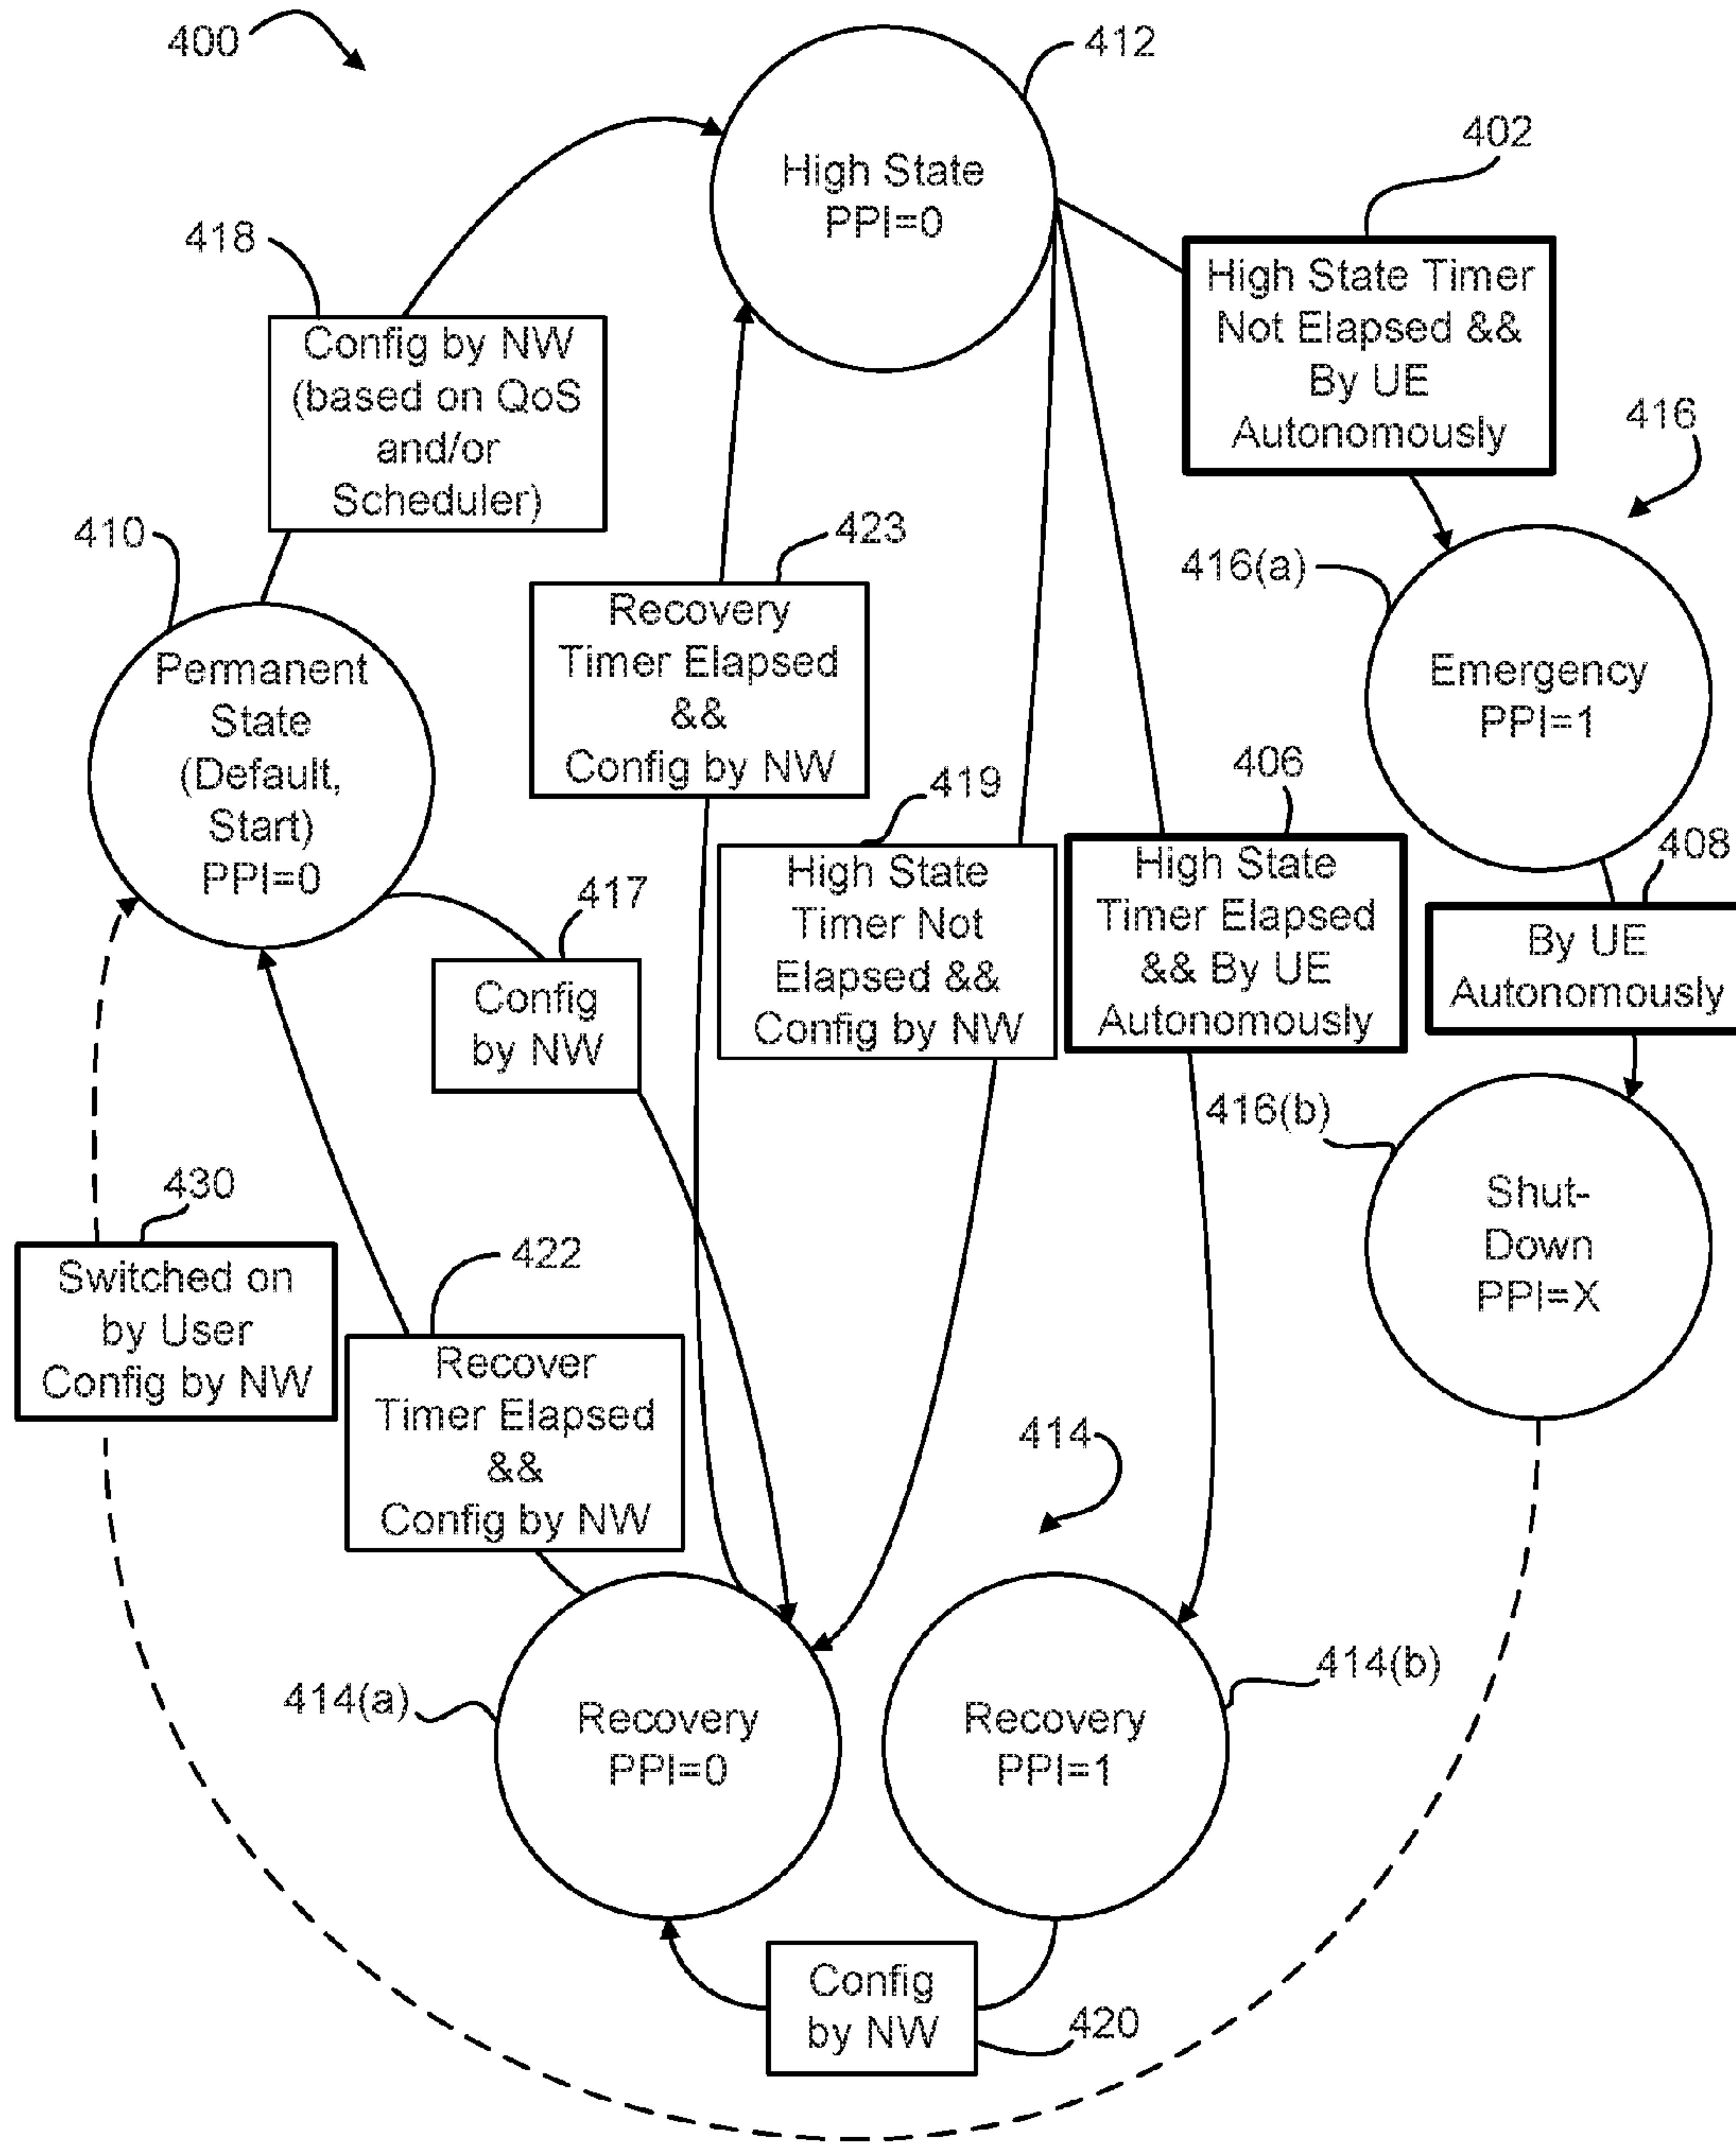 400
412
High State
PPI=0
402
High State Timer
Not Elapsed &&
By UE
Autonomously
418
Config by NW
(based on QoS
and/or
Scheduler)
416
410
423
416(a)
Recovery
Timer Elapsed
&&
Config by NW
Permanent
State
(Default,
Start)
PPI=0
Emergency
PPI=1
419
406
408
417
High State
Timer Not
Elapsed &&
Config by NW
High State
Timer Elapsed
&& By UE
Autonomously
By UE
Autonomously
Config
by NW
416(b)
430
Shut-
Down
PPI=X
422
Switched on
by User
Config by NW
Recover
Timer Elapsed
&&
Config by NW
414
414(a)
414(b)
Recovery
PPI=0
Recovery
PPI=1
Config
by NW
420